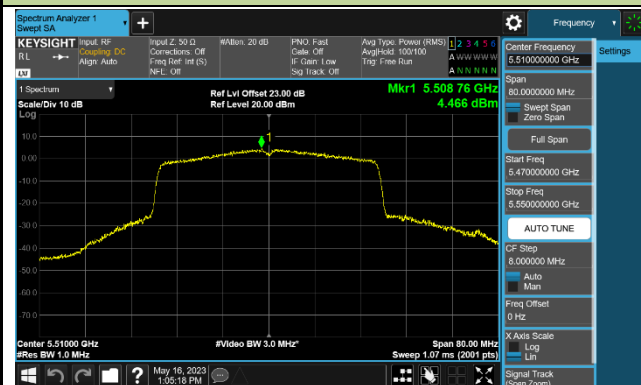 Spectrum Analyzer 1
Swept SA
Frequency
KEYSIGHT
RL
Input: RF
Coupling: DC
Align: Auto
Input Z: 50 Ω
Corrections: Off
Freq Ref: Int (S)
NFE: Off
#Atten: 20 dB
PNO: Fast
Gate: Off
IF Gain: Low
Sig Track: Off
Avg Type: Power (RMS)
Avg|Hold: 100/100
Trig: Free Run
1 2 3 4 5 6
A W W W W W
A N N N N N
LXI
1 Spectrum
Scale/Div 10 dB
Log
Ref Lvl Offset 23.00 dB
Ref Level 20.00 dBm
Mkr1 5.508 76 GHz
4.466 dBm
1
10.0
0.00
-10.0
-20.0
-30.0
-40.0
-50.0
-70.0
Center 5.51000 GHz
#Res BW 1.0 MHz
#Video BW 3.0 MHz*
Span 80.00 MHz
Sweep 1.07 ms (2001 pts)
May 16, 2023
1:05:18 PM
Center Frequency
5.510000000 GHz
Span
80.0000000 MHz
Swept Span
Zero Span
Full Span
Start Freq
5.470000000 GHz
Stop Freq
5.550000000 GHz
AUTO TUNE
CF Step
8.000000 MHz
Auto
Man
Freq Offset
0 Hz
X Axis Scale
Log
Lin
Signal Track
(Span Zoom)
Settings